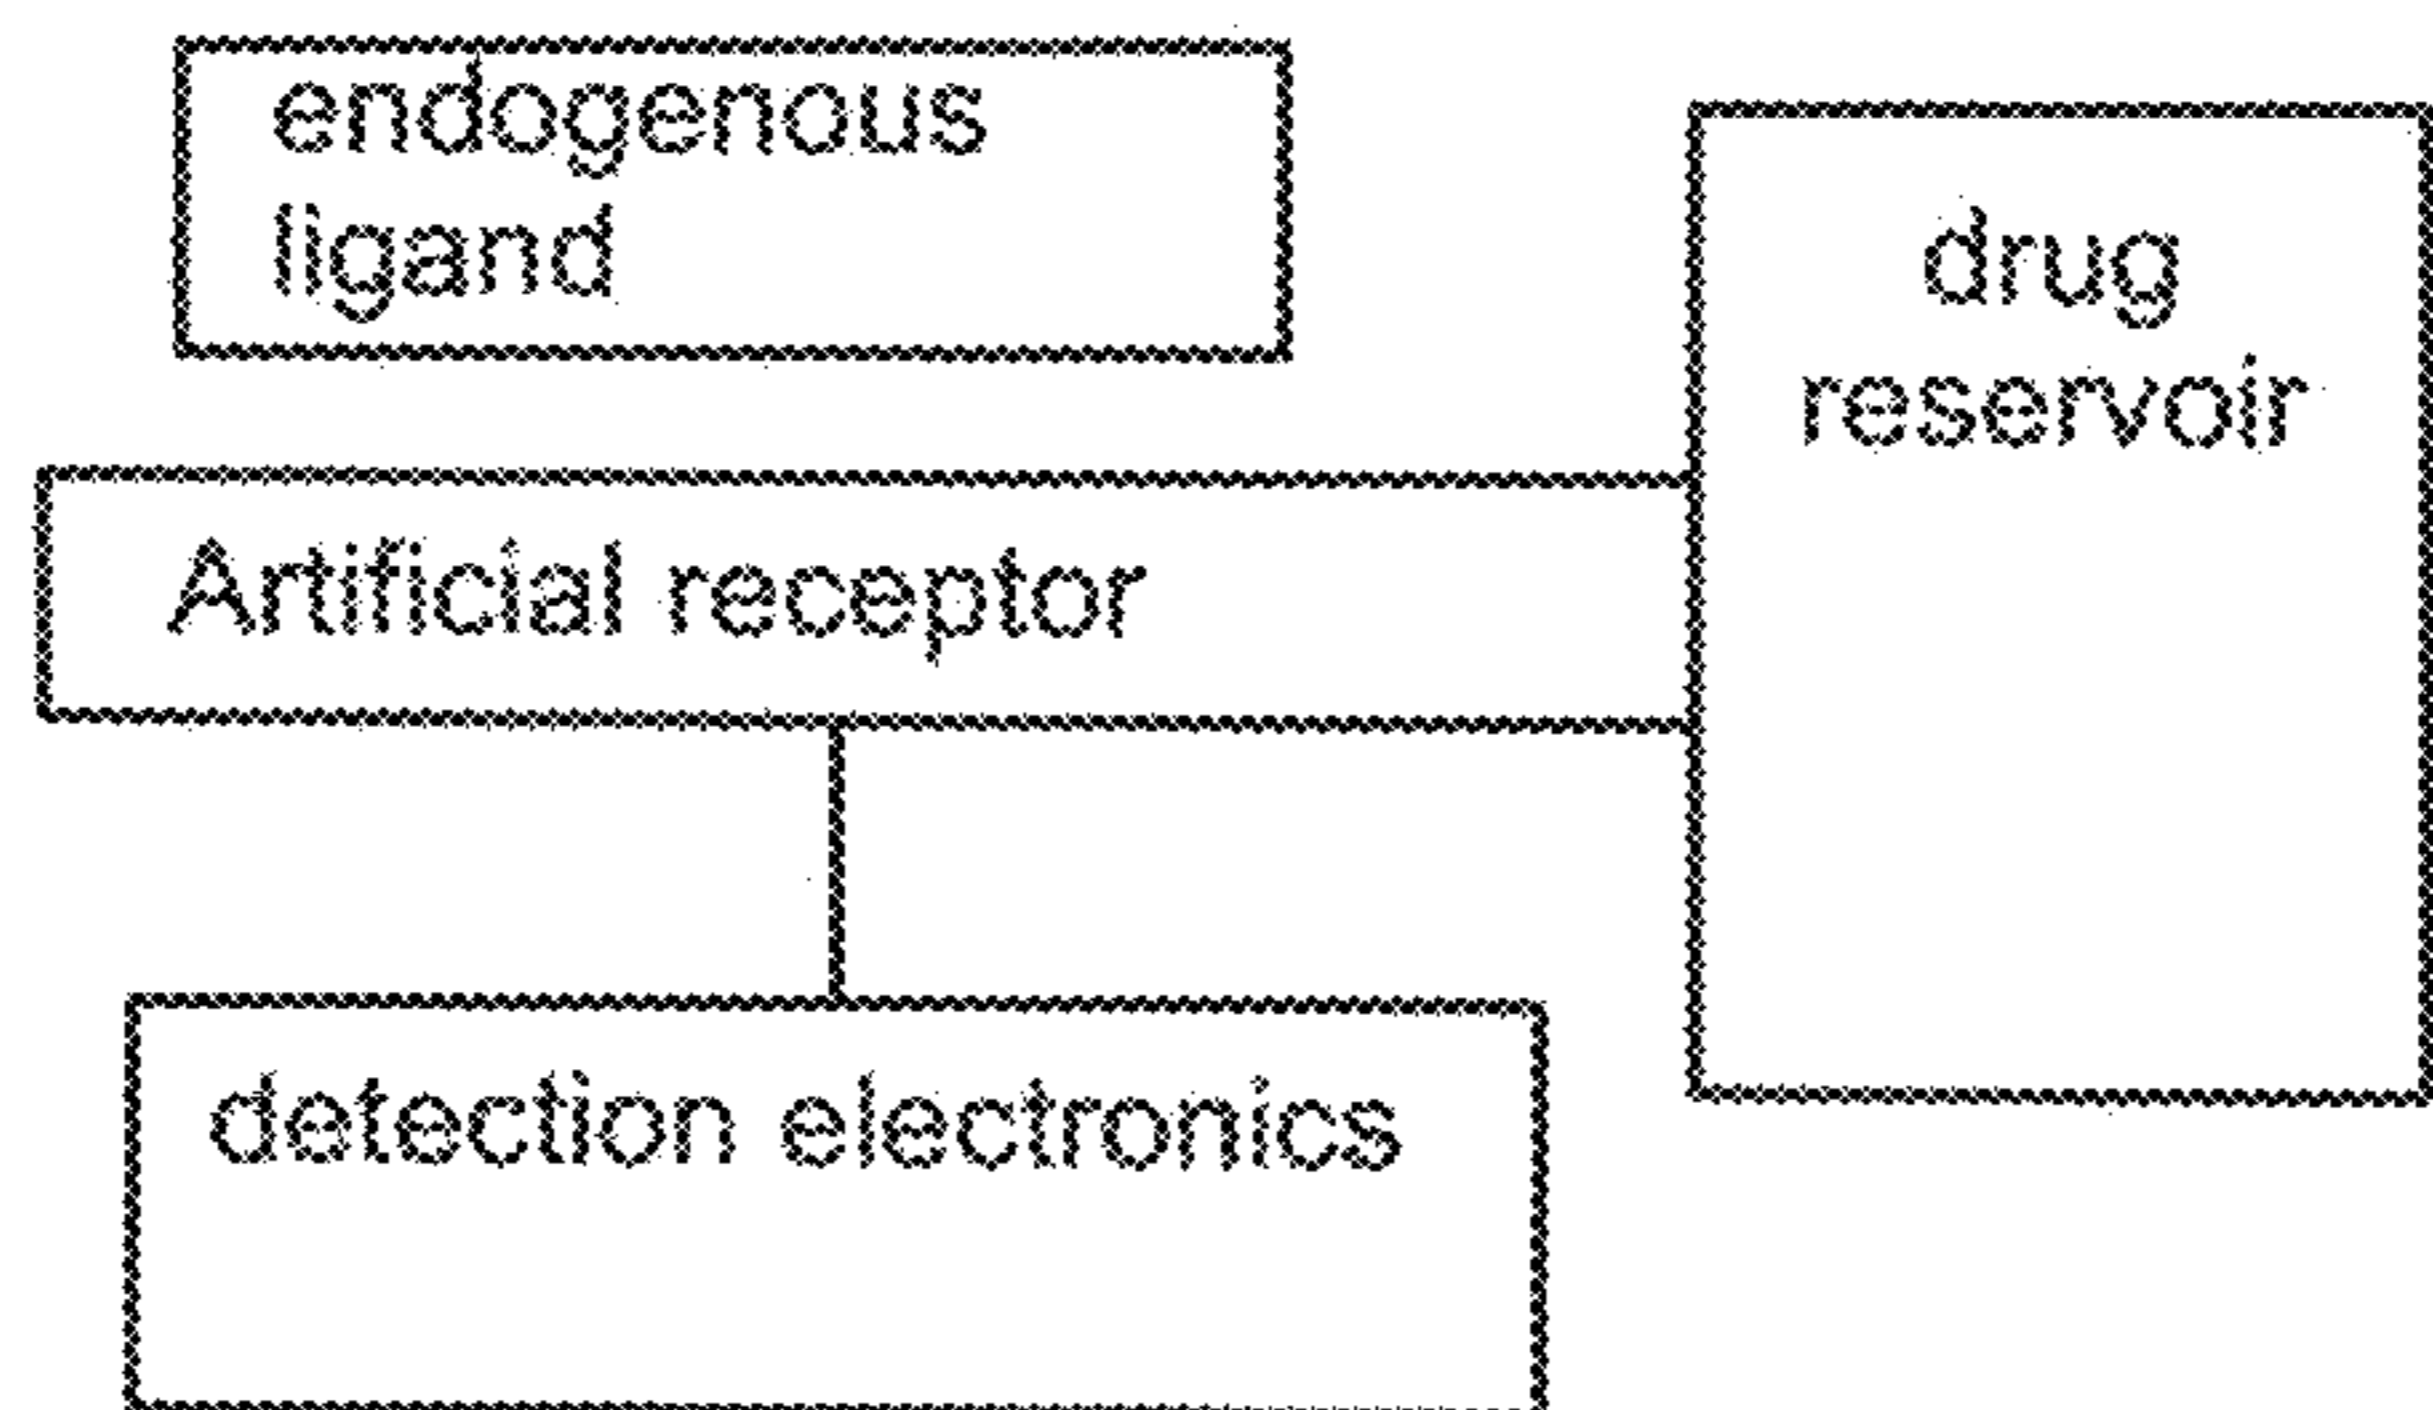 endogenous
ligand
drug
reservoir
Artificial receptor
detection electronics